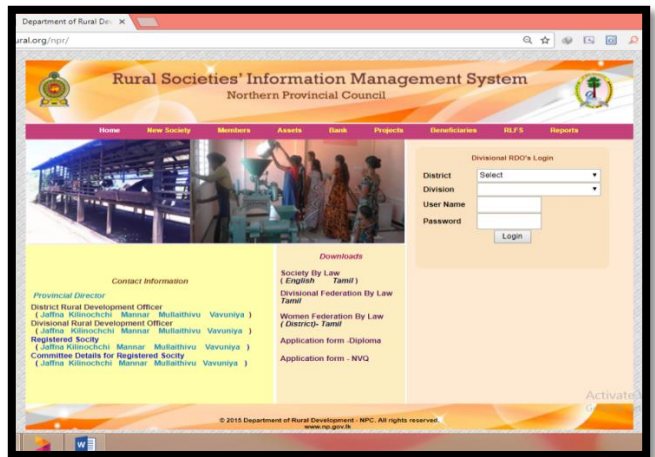 Department of Rural Dev
ural.org/npr/
Rural Societies' Information Management System
Northern Provincial Council
Home New Society Members Assets Bank Projects Beneficiaries RLFS Reports
Divisional RDO's Login
District Select
Division
User Name
Password
Login
Contact Information
Provincial Director
District Rural Development Officer
( Jaffna Kilinochchi Mannar Mullaithivu Vavuniya )
Divisional Rural Development Officer
( Jaffna Kilinochchi Mannar Mullaithivu Vavuniya )
Registered Socity
( Jaffna Kilinochchi Mannar Mullaithivu Vavuniya )
Committee Details for Registered Socity
( Jaffna Kilinochchi Mannar Mullaithivu Vavuniya )
Downloads
Society By Law
( English Tamil )
Divisional Federation By Law
Tamil
Women Federation By Law
( District)- Tamil
Application form -Diploma
Application form - NVQ
Activate
© 2015 Department of Rural Development - NPC. All rights reserved.
www.np.gov.lk